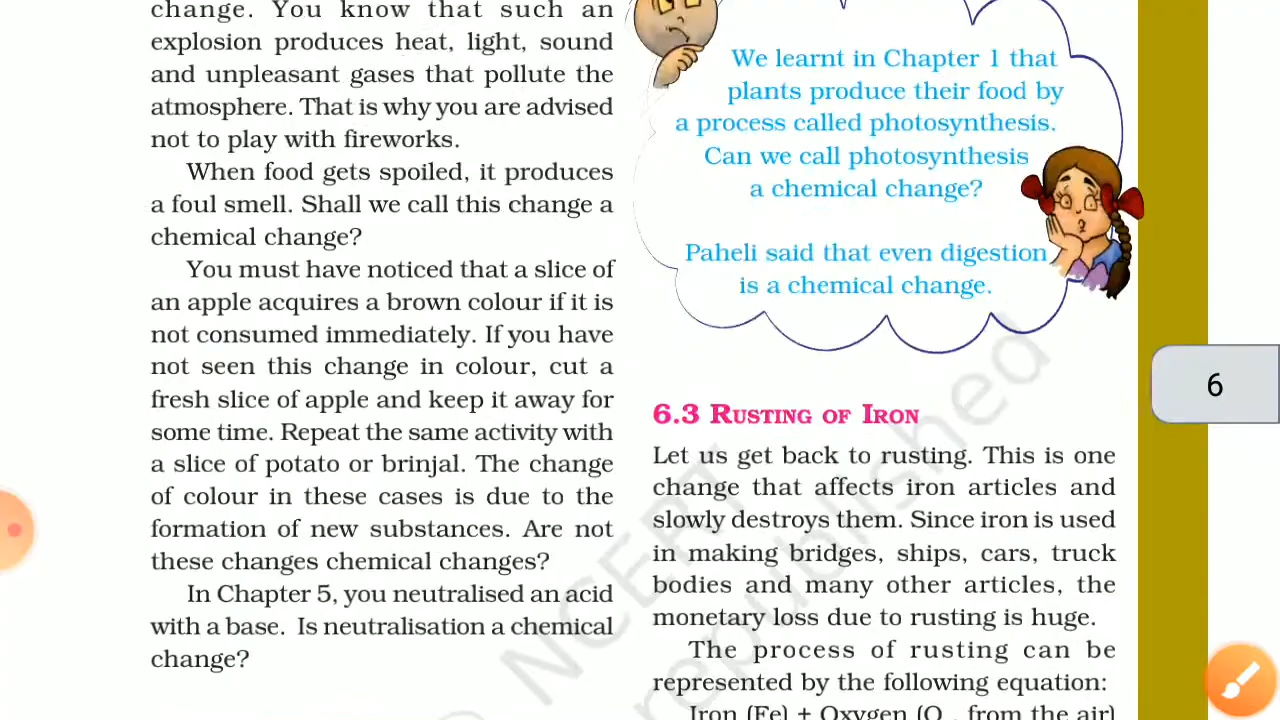 change. You know that such an
explosion produces heat, light, sound
and unpleasant gases that pollute the
atmosphere. That is why you are advised
not to play with fireworks.
When food gets spoiled, it produces
a foul smell. Shall we call this change a
chemical change?
You must have noticed that a slice of
an apple acquires a brown colour if it is
not consumed immediately. If you have
not seen this change in colour, cut a
fresh slice of apple and keep it away for
some time. Repeat the same activity with
a slice of potato or brinjal. The change
of colour in these cases is due to the
formation of new substances. Are not
these changes chemical changes?
In Chapter 5, you neutralised an acid
with a base. Is neutralisation a chemical
change?
We learnt in Chapter 1 that
plants produce their food by
a process called photosynthesis.
Can we call photosynthesis
a chemical change?
Paheli said that even digestion
is a chemical change.
6.3 RUSTING OF IRON
Let us get back to rusting. This is one
change that affects iron articles and
slowly destroys them. Since iron is used
in making bridges, ships, cars, truck
bodies and many other articles, the
monetary loss due to rusting is huge.
The process of rusting can be
represented by the following equation:
Iron (Fe) + Oxygen (O , from the air)
6
NCERT
republished